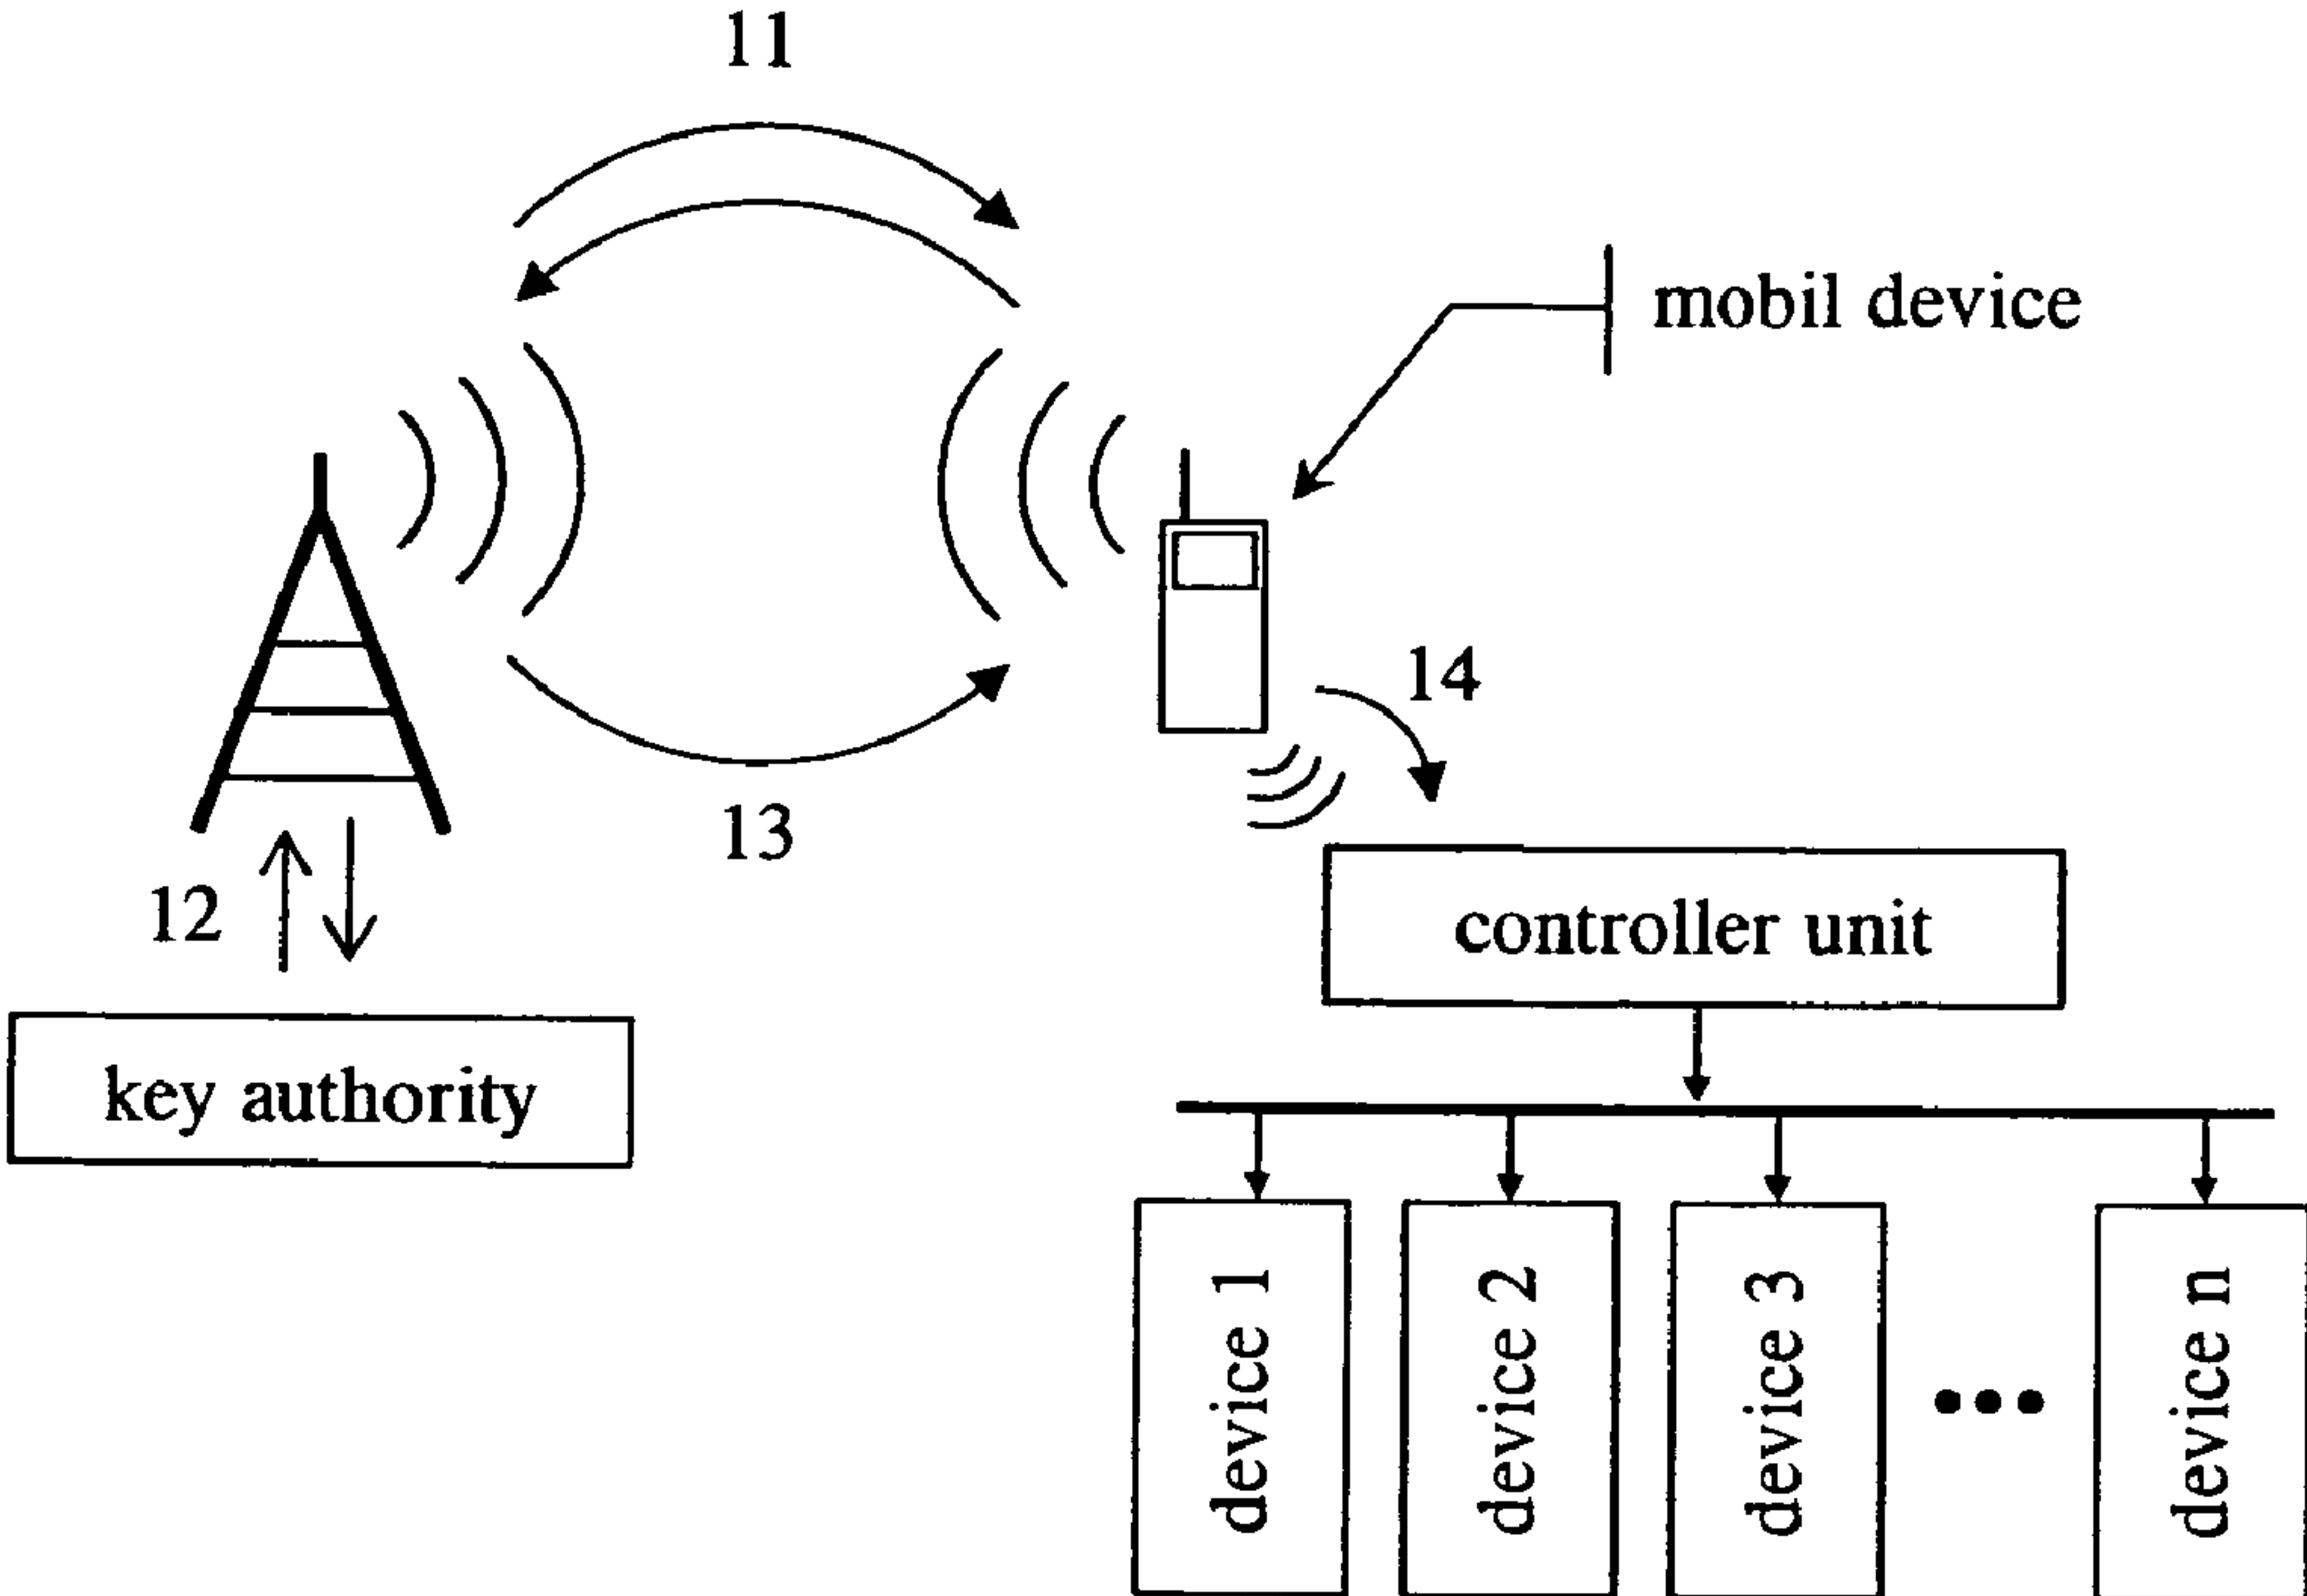 11
mobil device
14
13
12
controller unit
key authority
device 1
device 2
device 3
device n